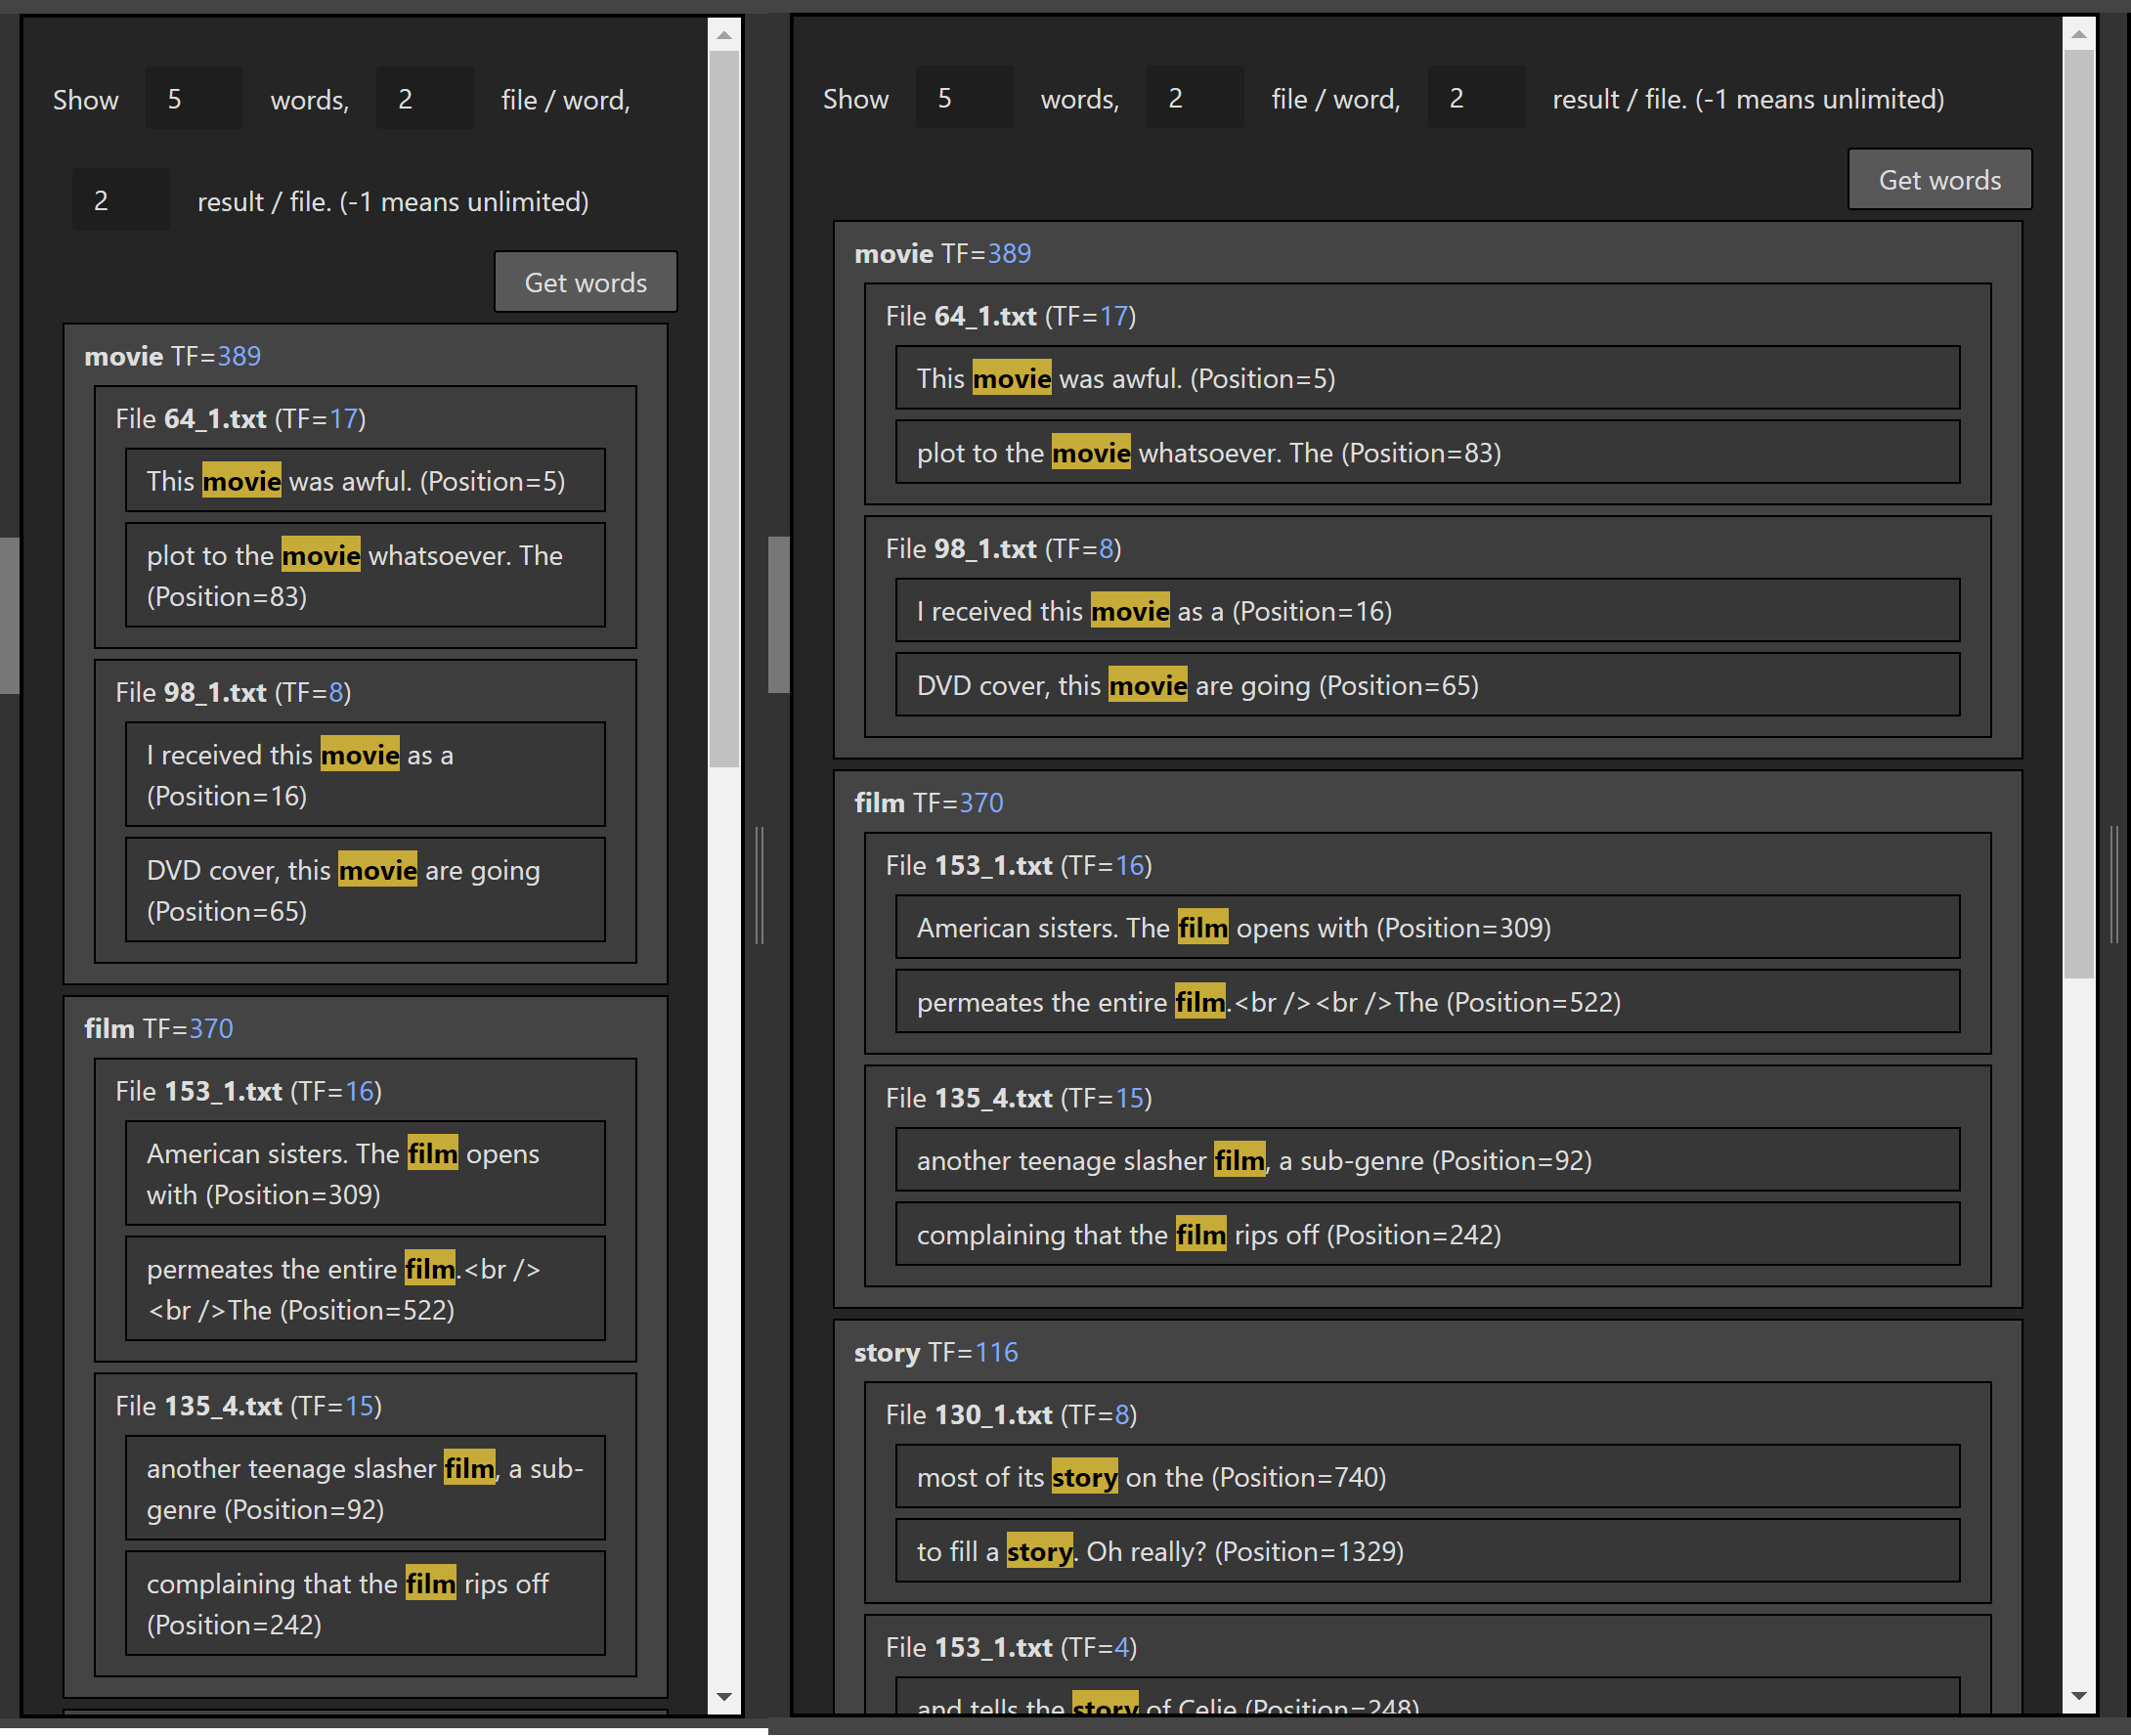 Show 5 words, 2 file / word,
2 result / file. (-1 means unlimited)
Get words
movie TF=389
File 64_1.txt (TF=17)
This movie was awful. (Position=5)
plot to the movie whatsoever. The
(Position=83)
File 98_1.txt (TF=8)
I received this movie as a
(Position=16)
DVD cover, this movie are going
(Position=65)
film TF=370
File 153_1.txt (TF=16)
American sisters. The film opens
with (Position=309)
permeates the entire film.<br />
<br />The (Position=522)
File 135_4.txt (TF=15)
another teenage slasher film, a sub-
genre (Position=92)
complaining that the film rips off
(Position=242)
Show 5 words, 2 file / word, 2 result / file. (-1 means unlimited)
Get words
movie TF=389
File 64_1.txt (TF=17)
This movie was awful. (Position=5)
plot to the movie whatsoever. The (Position=83)
File 98_1.txt (TF=8)
I received this movie as a (Position=16)
DVD cover, this movie are going (Position=65)
film TF=370
File 153_1.txt (TF=16)
American sisters. The film opens with (Position=309)
permeates the entire film.<br /><br />The (Position=522)
File 135_4.txt (TF=15)
another teenage slasher film, a sub-genre (Position=92)
complaining that the film rips off (Position=242)
story TF=116
File 130_1.txt (TF=8)
most of its story on the (Position=740)
to fill a story. Oh really? (Position=1329)
File 153_1.txt (TF=4)
and tells the story of Celie (Position=248)